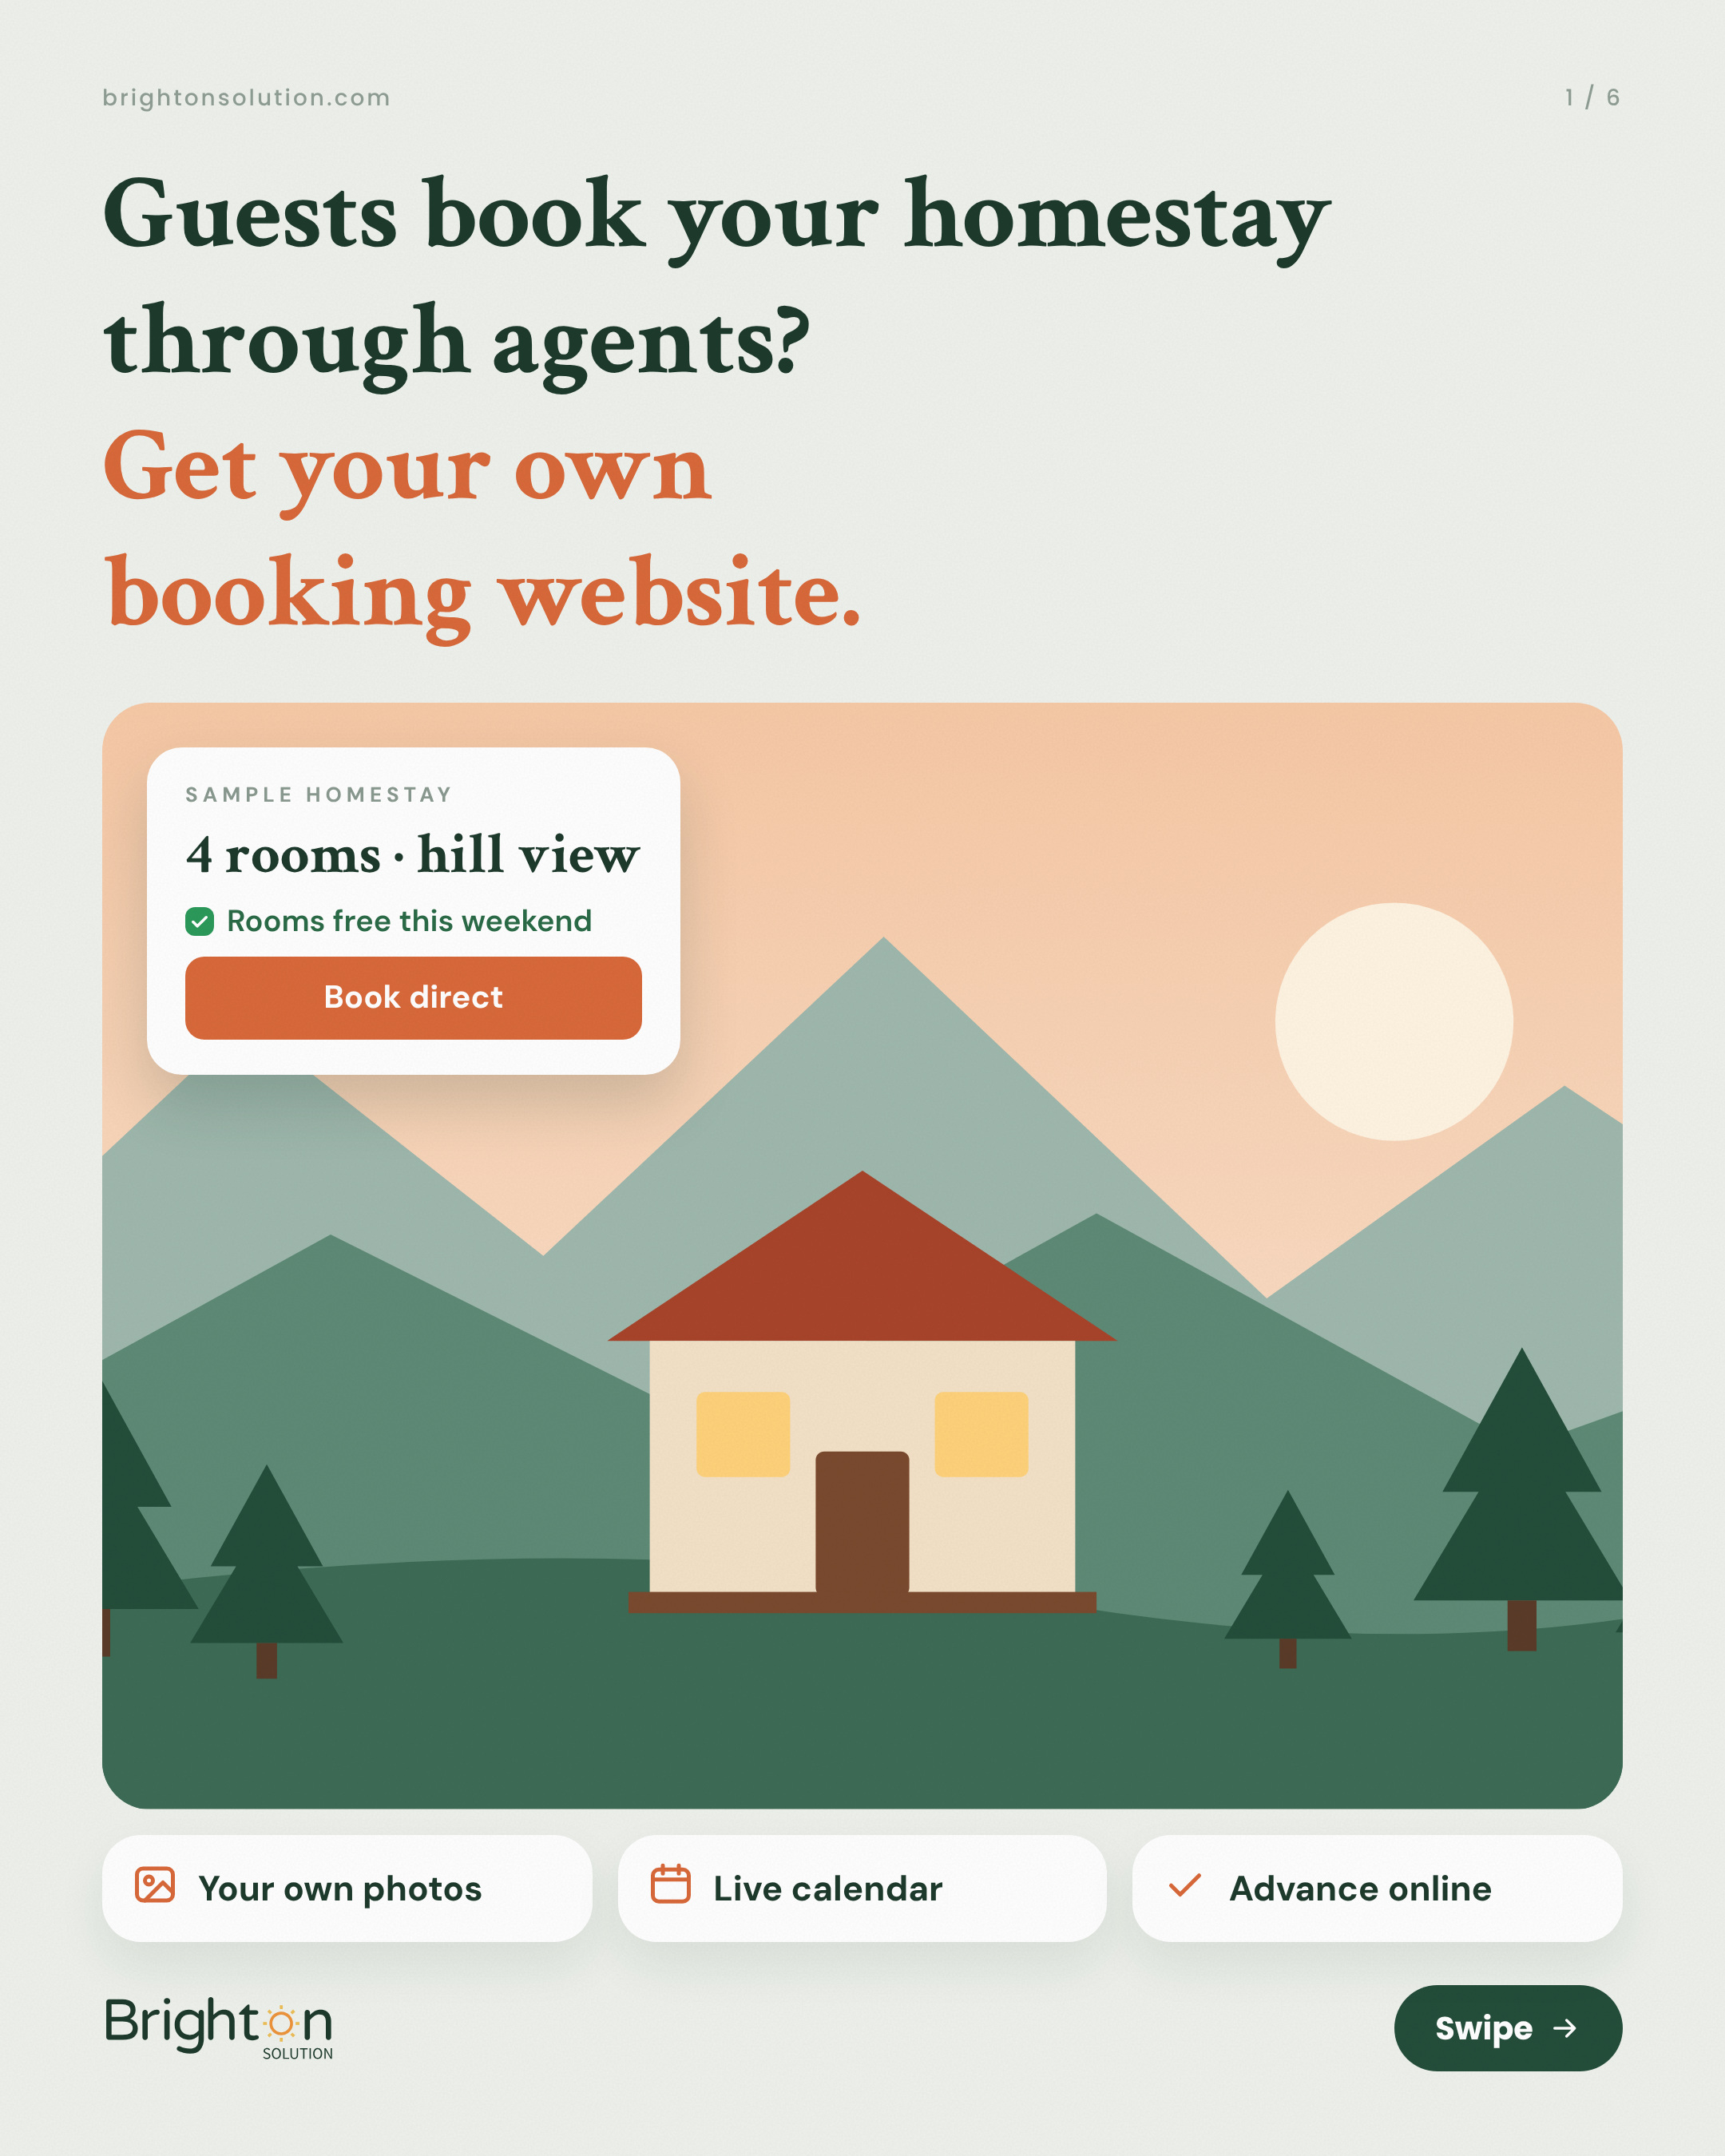 brightonsolution.com
1 / 6
Guests book your homestay
through agents?
Get your own
booking website.
SAMPLE HOMESTAY
4 rooms · hill view
Rooms free this weekend
Book direct
Your own photos
Live calendar
Advance online
Brighton
SOLUTION
Swipe →